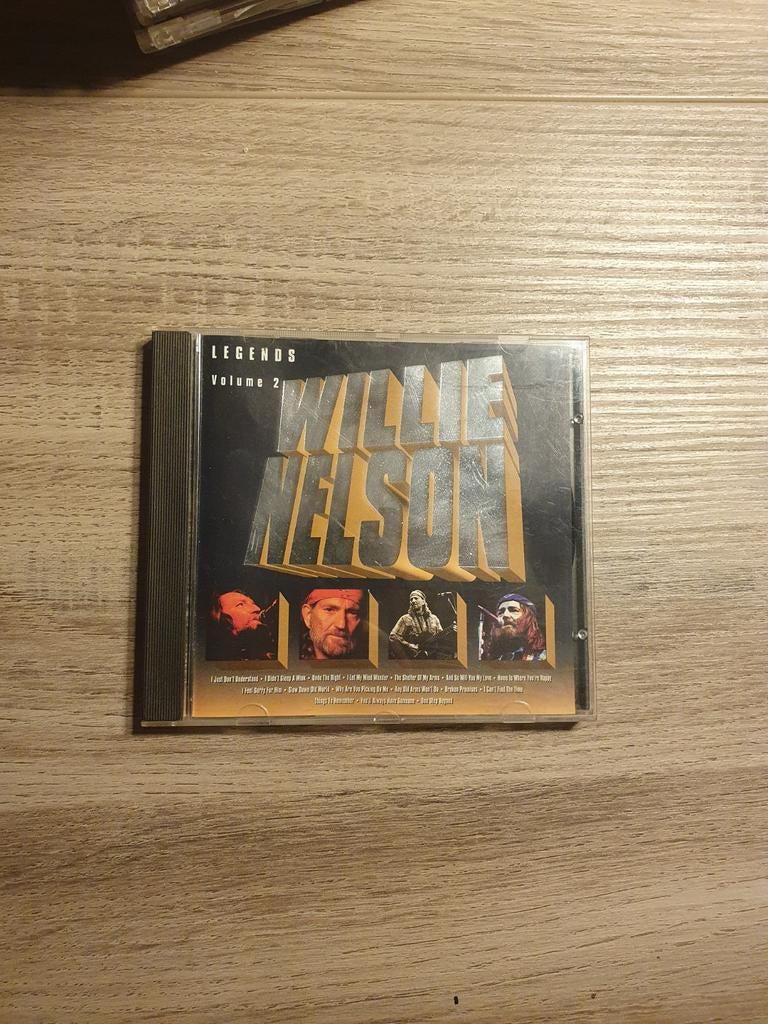 LEGENDS
Volume 2
WILLIE
NELSON
I Just Don't Understand • I Didn't Sleep A Wink • Undo The Right • I Let My Mind Wander • The Shelter Of My Arms • And So Will You My Love • Home Is Where You're Happy
I Feel Sorry For Him • Slow Down Old World • Why Are You Picking On Me • Any Old Arms Won't Do • Broken Promises • I Can't Find The Time
Things To Remember • You'll Always Have Someone • One Step Beyond